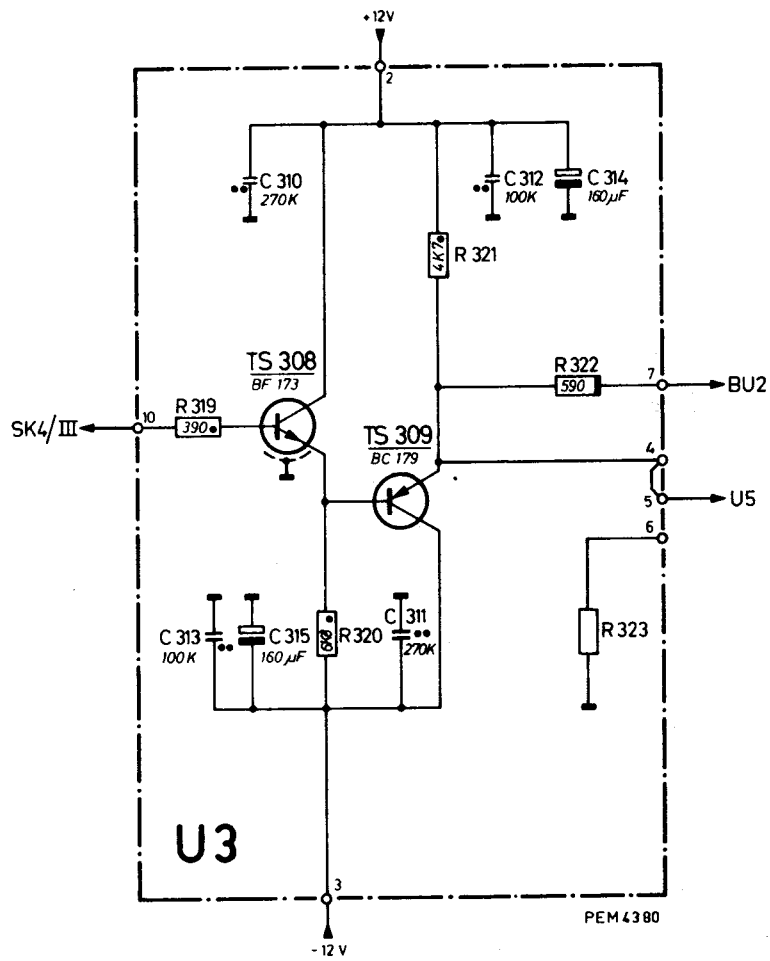 +12V
2
C 310
270K
C 312
100K
C 314
160µF
4K7
R 321
TS 308
BF 173
R 322
590
7
BU2
10
R 319
390
SK4/III
TS 309
BC 179
4
5
U5
6
C 313
100K
C 315
160µF
6K8
R 320
C 311
270K
R 323
U3
3
PEM 4380
-12 V